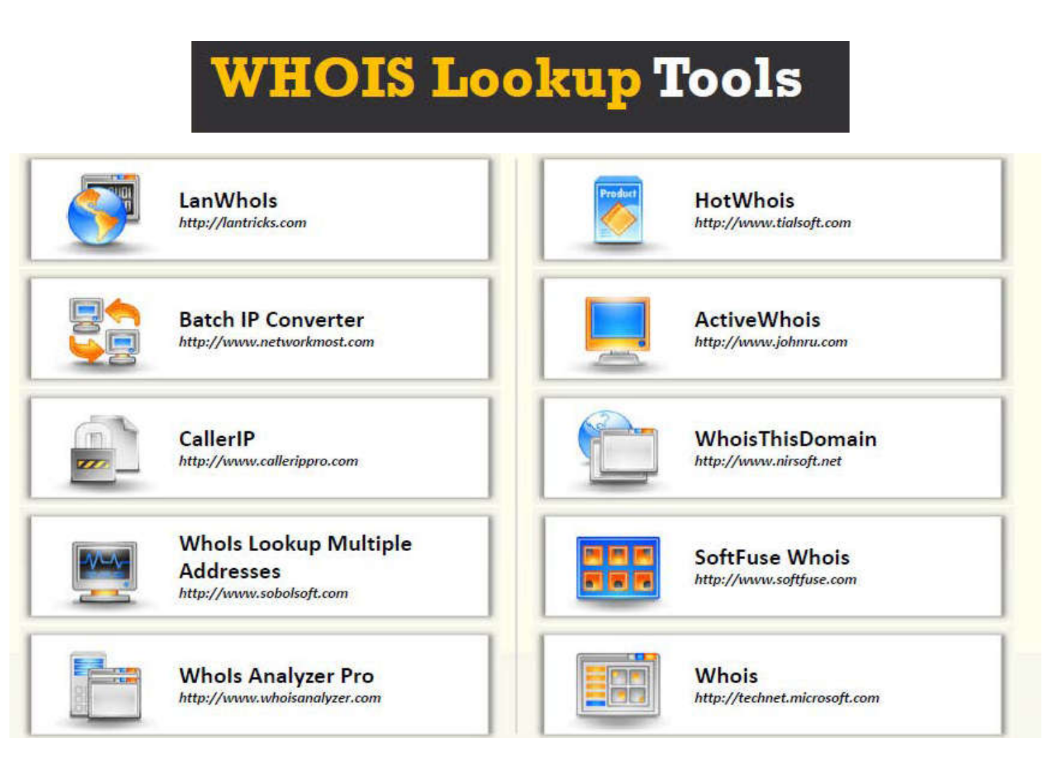 WHOIS Lookup Tools
LanWhoIs
http://lantricks.com
Batch IP Converter
http://www.networkmost.com
CallerIP
http://www.callerippro.com
WhoIs Lookup Multiple
Addresses
http://www.sobolsoft.com
WhoIs Analyzer Pro
http://www.whoisanalyzer.com
Product
HotWhois
http://www.tialsoft.com
ActiveWhois
http://www.johnru.com
WhoisThisDomain
http://www.nirsoft.net
SoftFuse Whois
http://www.softfuse.com
Whois
http://technet.microsoft.com